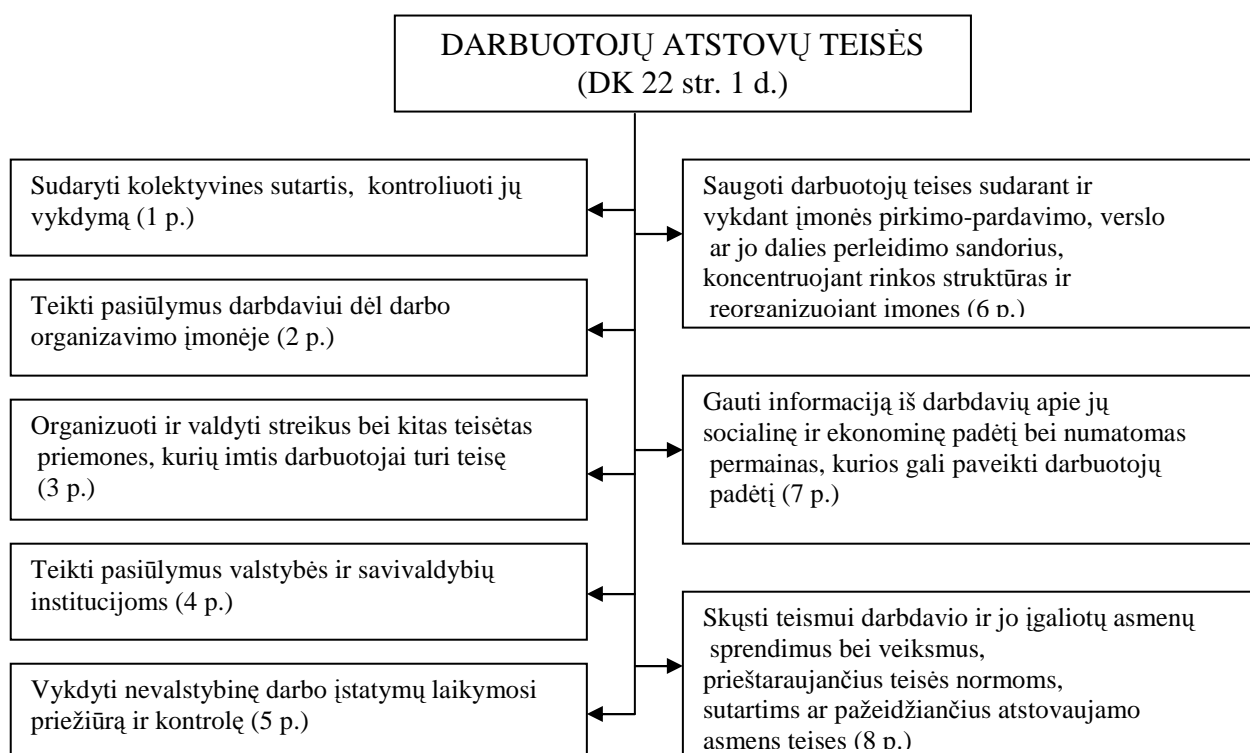 DARBUOTOJŲ ATSTOVŲ TEISĖS
(DK 22 str. 1 d.)
Sudaryti kolektyvines sutartis, kontroliuoti jų
vykdymą (1 p.)
Teikti pasiūlymus darbdaviui dėl darbo
organizavimo įmonėje (2 p.)
Organizuoti ir valdyti streikus bei kitas teisėtas
priemones, kurių imtis darbuotojai turi teisę
(3 p.)
Teikti pasiūlymus valstybės ir savivaldybių
institucijoms (4 p.)
Vykdyti nevalstybinę darbo įstatymų laikymosi
priežiūrą ir kontrolę (5 p.)
Saugoti darbuotojų teises sudarant ir
vykdant įmonės pirkimo-pardavimo, verslo
ar jo dalies perleidimo sandorius,
koncentruojant rinkos struktūras ir
reorganizuojant įmones (6 p.)
Gauti informaciją iš darbdavių apie jų
socialinę ir ekonominę padėtį bei numatomas
permainas, kurios gali paveikti darbuotojų
padėtį (7 p.)
Skųsti teismui darbdavio ir jo įgaliotų asmenų
sprendimus bei veiksmus,
prieštaraujančius teisės normoms,
sutartims ar pažeidžiančius atstovaujamo
asmens teises (8 p.)